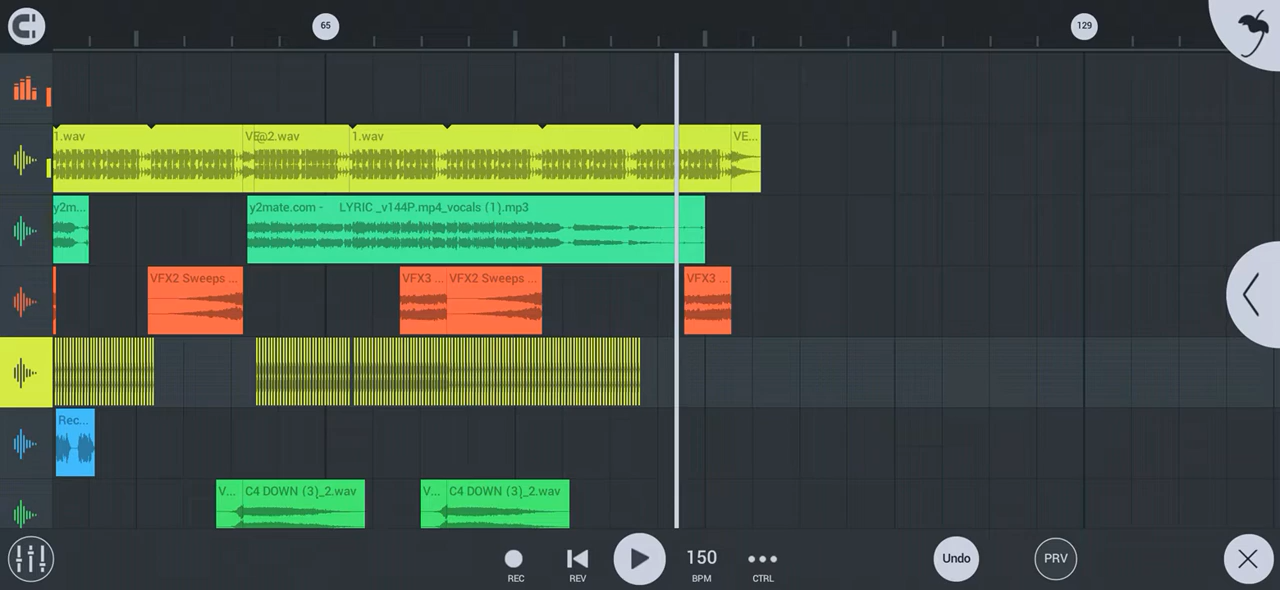 65
129
1.wav
VE@2.wav
1.wav
VE...
y2m...
y2mate.com - LYRIC _v144P.mp4_vocals (1).mp3
VFX2 Sweeps ...
VFX3 ...
VFX2 Sweeps ...
VFX3 ...
Rec...
V...
C4 DOWN (3)_2.wav
V...
C4 DOWN (3)_2.wav
REC
REV
150
BPM
CTRL
Undo
PRV